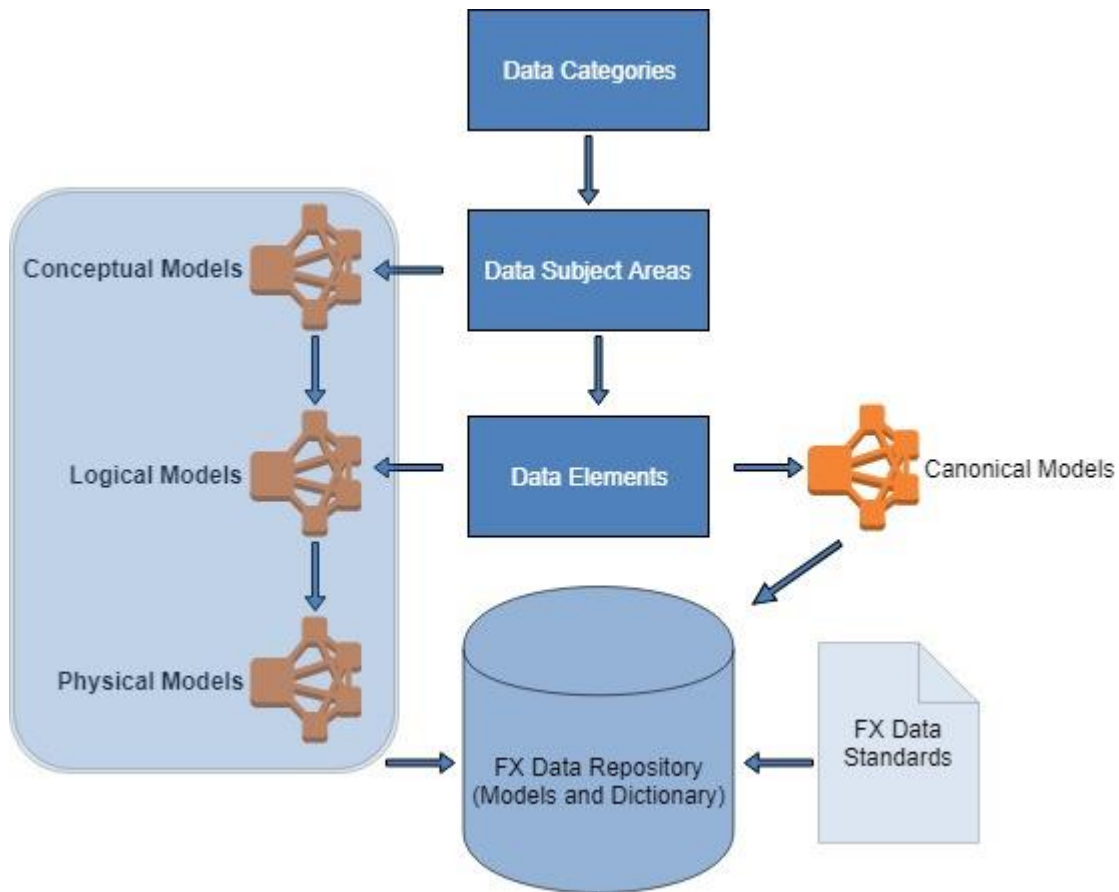 Data Categories
Conceptual Models
Data Subject Areas
Logical Models
Data Elements
Canonical Models
Physical Models
FX Data Repository
(Models and Dictionary)
FX Data
Standards